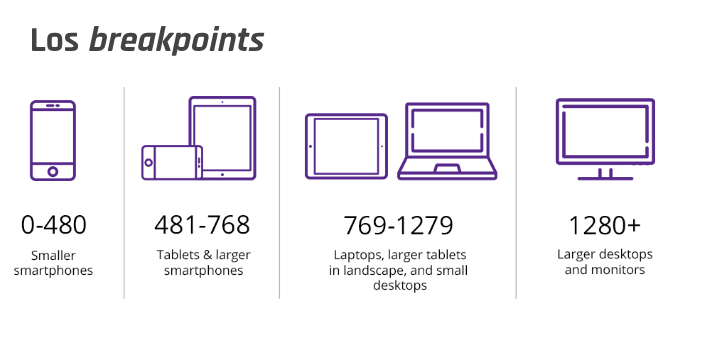 Los breakpoints
0-480
Smaller
smartphones
481-768
Tablets & larger
smartphones
769-1279
Laptops, larger tablets
in landscape, and small
desktops
1280+
Larger desktops
and monitors